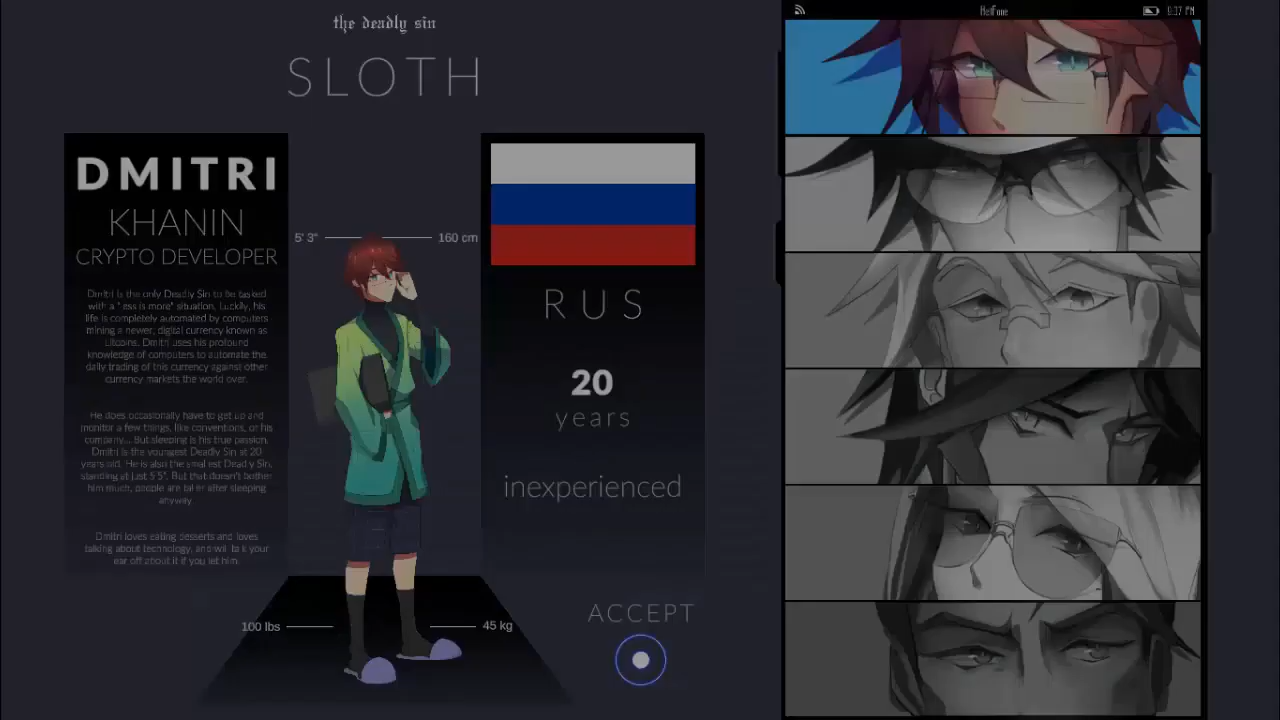 the deadly sin
SLOTH
DMITRI
KHANIN
CRYPTO DEVELOPER
Dmitri is the only Deadly Sin to be tasked
with a "less is more" situation. Luckily, his
life is completely automated by computers
mining a newer, digital currency known as
Litcoins. Dmitri uses his profound
knowledge of computers to automate the
daily trading of this currency against other
currency markets the world over.
He does occasionally have to get up and
monitor a few things, like conventions, or his
company... But sleeping is his true passion.
Dmitri is the youngest Deadly Sin at 20
years old. He is also the smallest Deadly Sin,
standing at just 5'5". But that doesn't bother
him much, people are taller after sleeping
anyway.
Dmitri loves eating desserts and loves
talking about technology, and will talk your
ear off about it if you let him.
5' 3"
160 cm
100 lbs
45 kg
RUS
20
years
inexperienced
ACCEPT
HellFone
PM